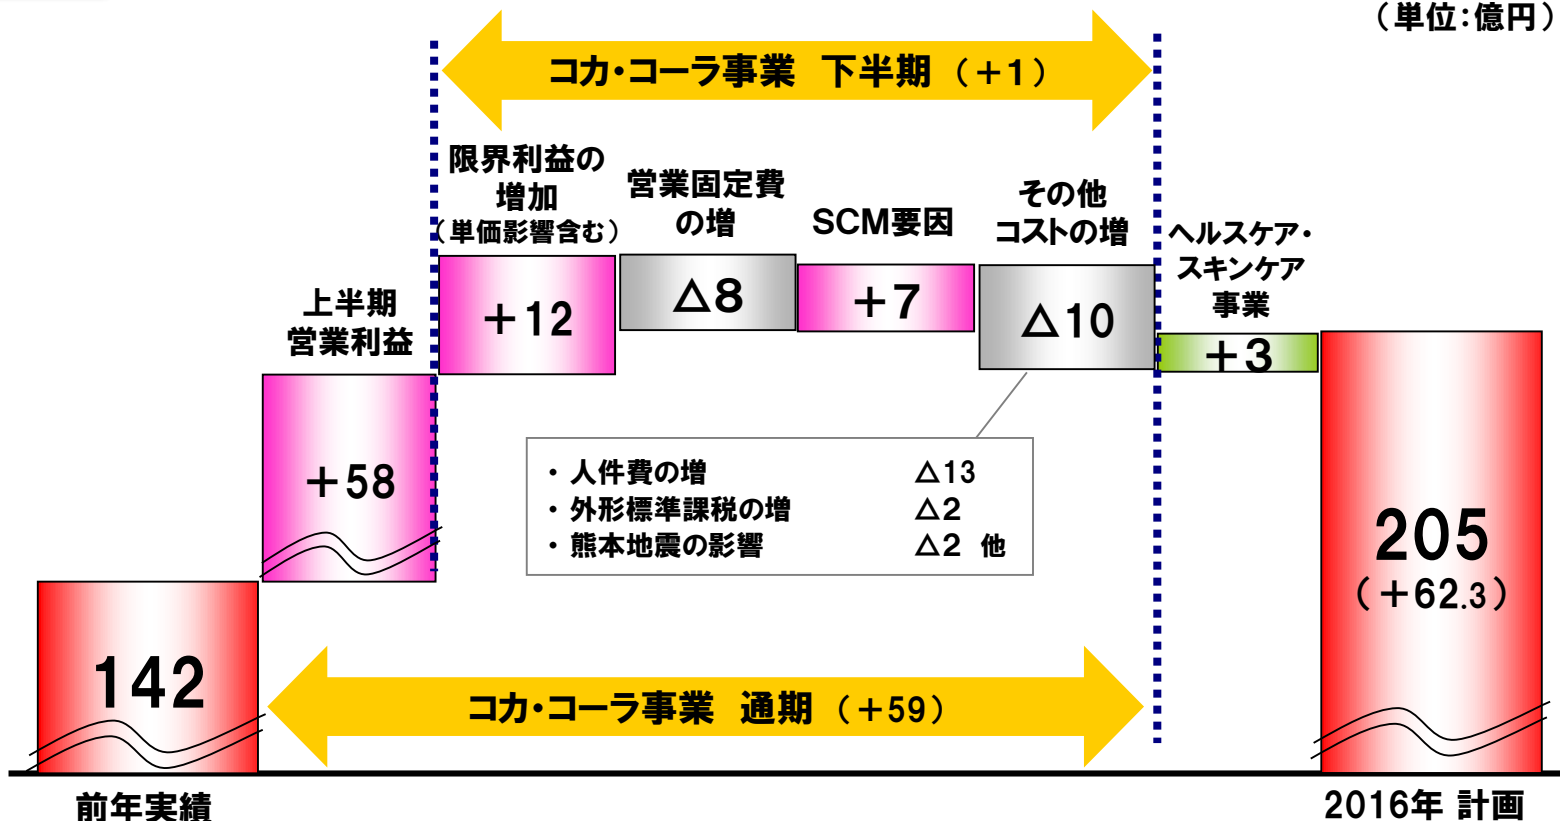 （単位：億円）
コカ・コーラ事業　下半期（＋1）
限界利益の
増加
（単価影響含む）
営業固定費
の増
SCM要因
その他
コストの増
ヘルスケア・
スキンケア
事業
上半期
営業利益
＋12
△8
＋7
△10
＋3
＋58
・ 人件費の増　△13
・ 外形標準課税の増　△2
・ 熊本地震の影響　△2 他
142
205
（＋62.3）
コカ・コーラ事業　通期（＋59）
前年実績
2016年 計画